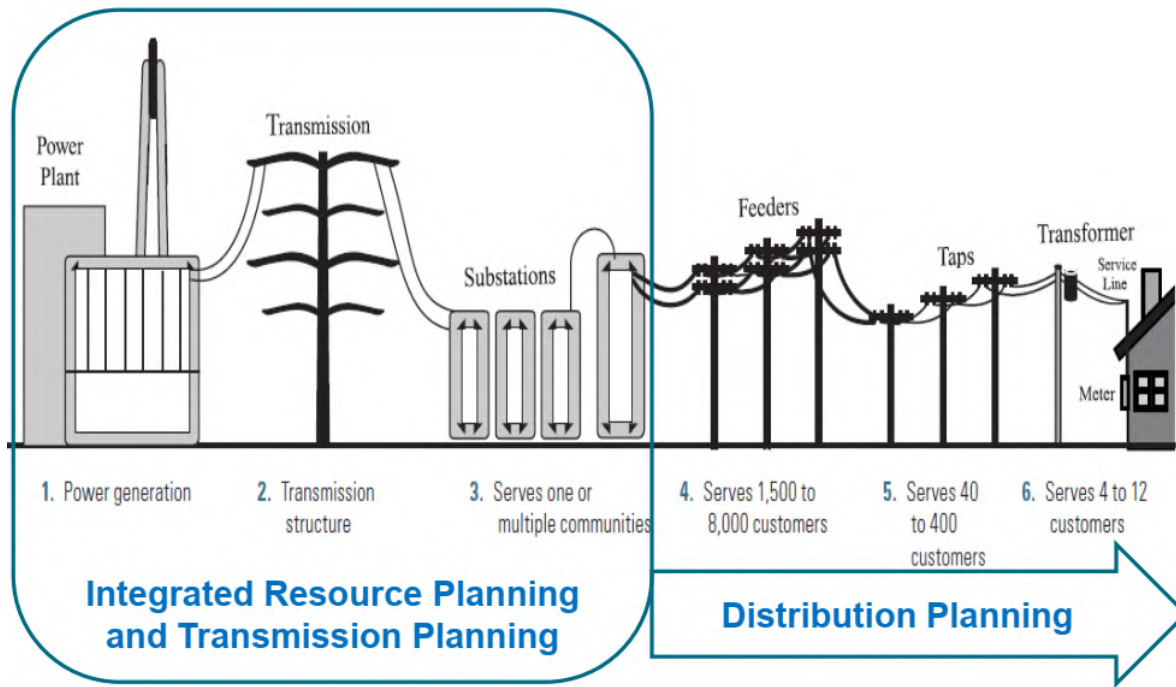 Power
Plant
Transmission
Substations
Feeders
Taps
Transformer
Service
Line
Meter
1. Power generation
2. Transmission
structure
3. Serves one or
multiple communities
4. Serves 1,500 to
8,000 customers
5. Serves 40
to 400
customers
6. Serves 4 to 12
customers
Integrated Resource Planning
and Transmission Planning
Distribution Planning